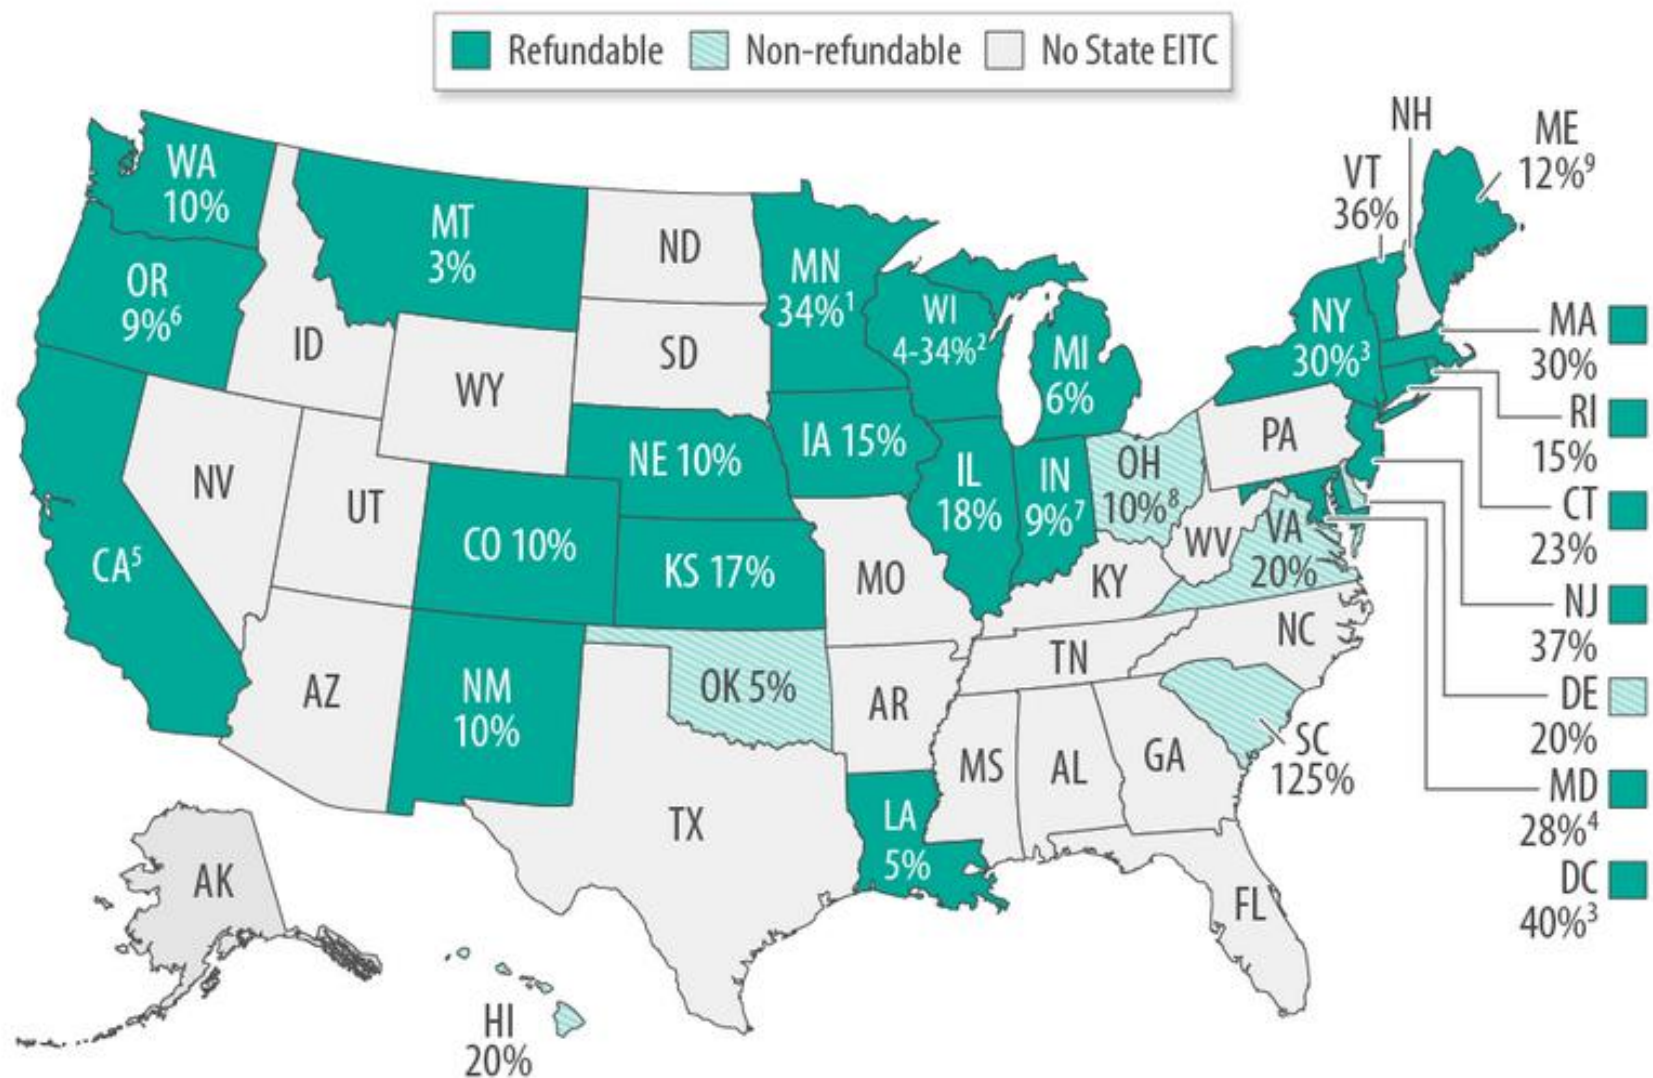 Refundable
Non-refundable
No State EITC
NH
ME
12%⁹
VT
36%
WA
10%
MT
3%
ND
MN
34%¹
OR
9%⁶
ID
WI
4-34%²
MI
6%
NY
30%³
MA
30%
SD
WY
RI
15%
NE 10%
IA 15%
PA
NV
UT
IL
18%
IN
9%⁷
OH
10%⁸
CT
23%
CA⁵
CO 10%
KS 17%
MO
KY
WV
VA
20%
NJ
37%
NC
TN
AZ
NM
10%
OK 5%
AR
DE
20%
SC
125%
MS
AL
GA
MD
28%⁴
TX
LA
5%
AK
FL
DC
40%³
HI
20%